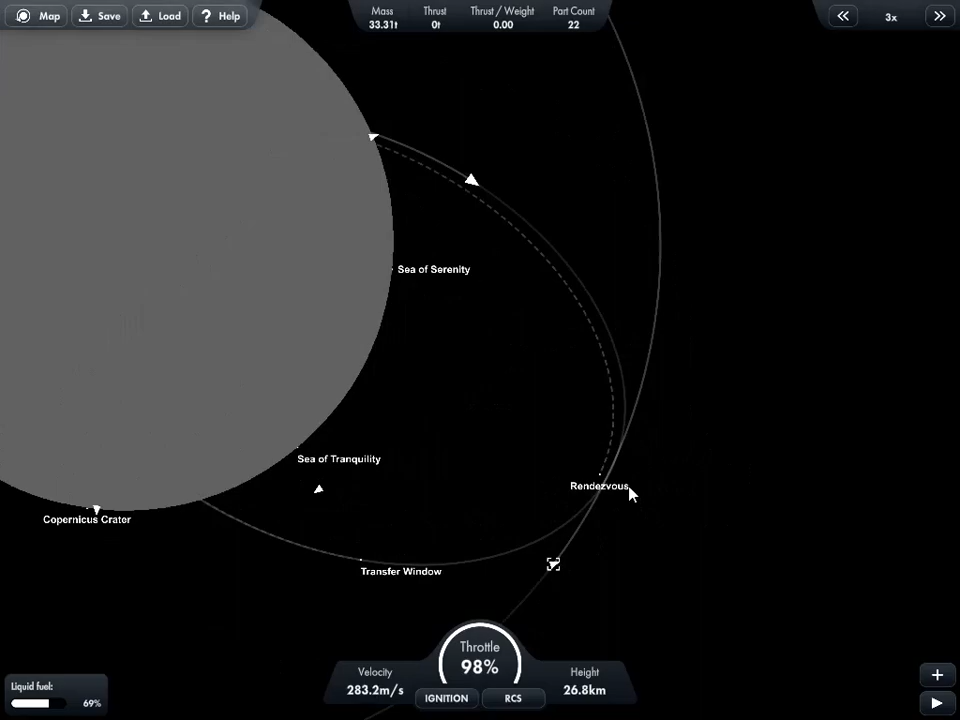 Map
Save
Load
Help
Mass
33.31t
Thrust
0t
Thrust / Weight
0.00
Part Count
22
3x
Sea of Serenity
Sea of Tranquility
Rendezvous
Copernicus Crater
Transfer Window
Throttle
98%
Velocity
283.2m/s
Height
26.8km
IGNITION
RCS
Liquid fuel:
69%